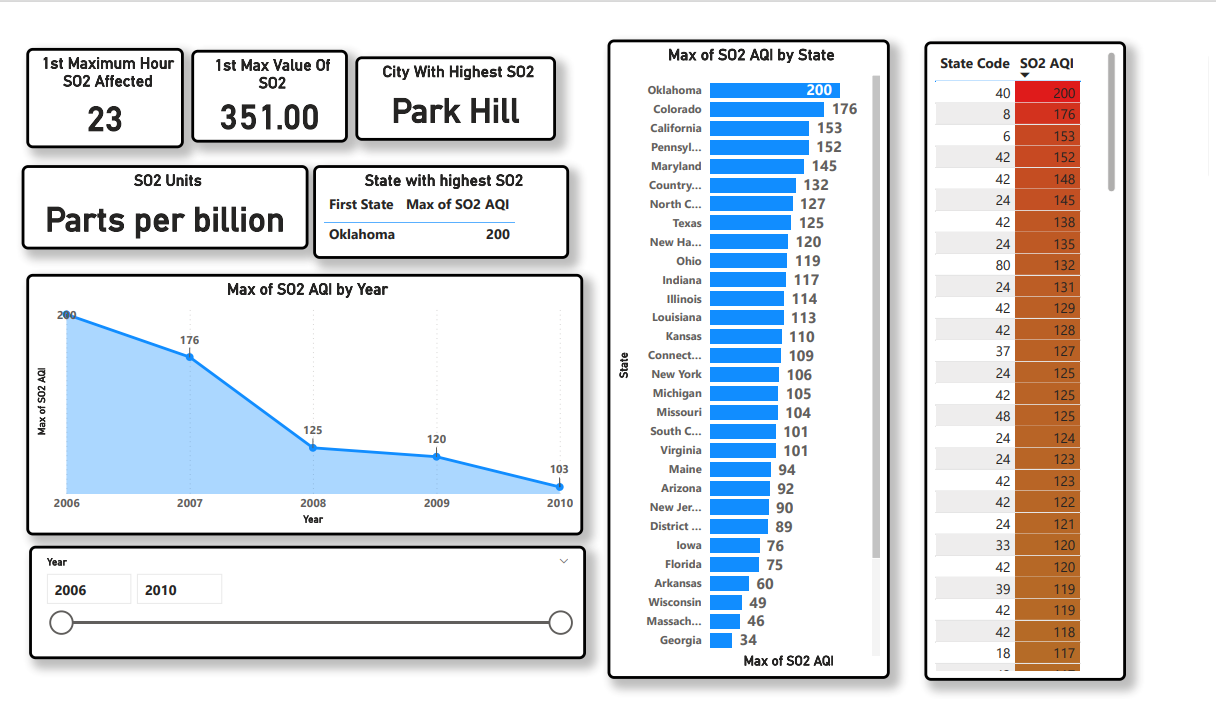 1st Maximum Hour
SO2 Affected
23
1st Max Value Of
SO2
351.00
City With Highest SO2
Park Hill
SO2 Units
Parts per billion
State with highest SO2
First State Max of SO2 AQI
Oklahoma 200
Max of SO2 AQI by Year
Max of SO2 AQI
200
176
125
120
103
2006 2007 2008 2009 2010
Year
Year
2006 2010
Max of SO2 AQI by State
State
Oklahoma 200
Colorado 176
California 153
Pennsyl... 152
Maryland 145
Country... 132
North C... 127
Texas 125
New Ha... 120
Ohio 119
Indiana 117
Illinois 114
Louisiana 113
Kansas 110
Connect... 109
New York 106
Michigan 105
Missouri 104
South C... 101
Virginia 101
Maine 94
Arizona 92
New Jer... 90
District ... 89
Iowa 76
Florida 75
Arkansas 60
Wisconsin 49
Massach... 46
Georgia 34
Max of SO2 AQI
State Code SO2 AQI
40 200
8 176
6 153
42 152
42 148
24 145
42 138
24 135
80 132
24 131
42 129
42 128
37 127
24 125
42 125
48 125
24 124
24 123
42 123
42 122
24 121
33 120
42 120
39 119
42 119
42 118
18 117